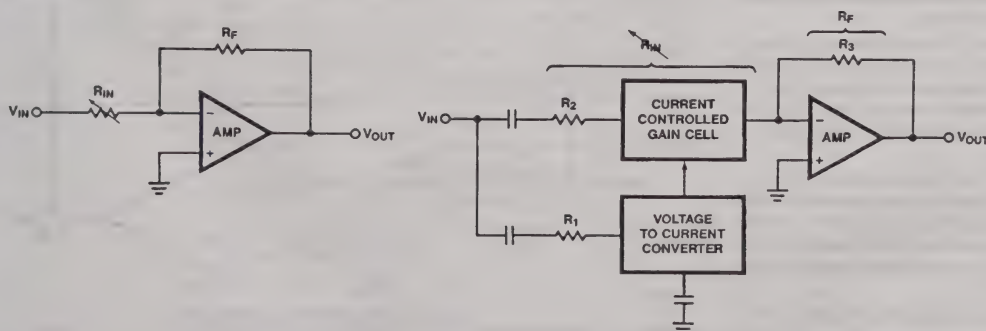 RF
RIN
VIN
AMP
−
+
VOUT
RIN
RF
R3
VIN
R2
CURRENT
CONTROLLED
GAIN CELL
−
AMP
+
VOUT
R1
VOLTAGE
TO CURRENT
CONVERTER